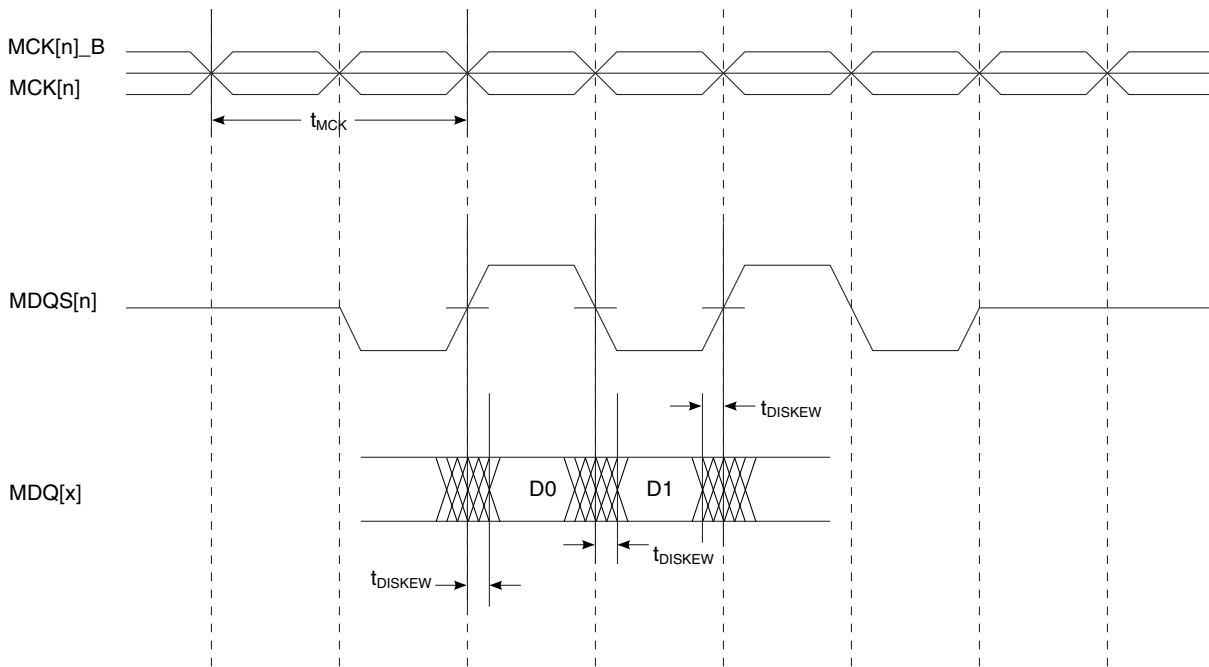 MCK[n]_B
MCK[n]
tMCK
MDQS[n]
tDISKEW
MDQ[x]
D0
D1
tDISKEW
tDISKEW